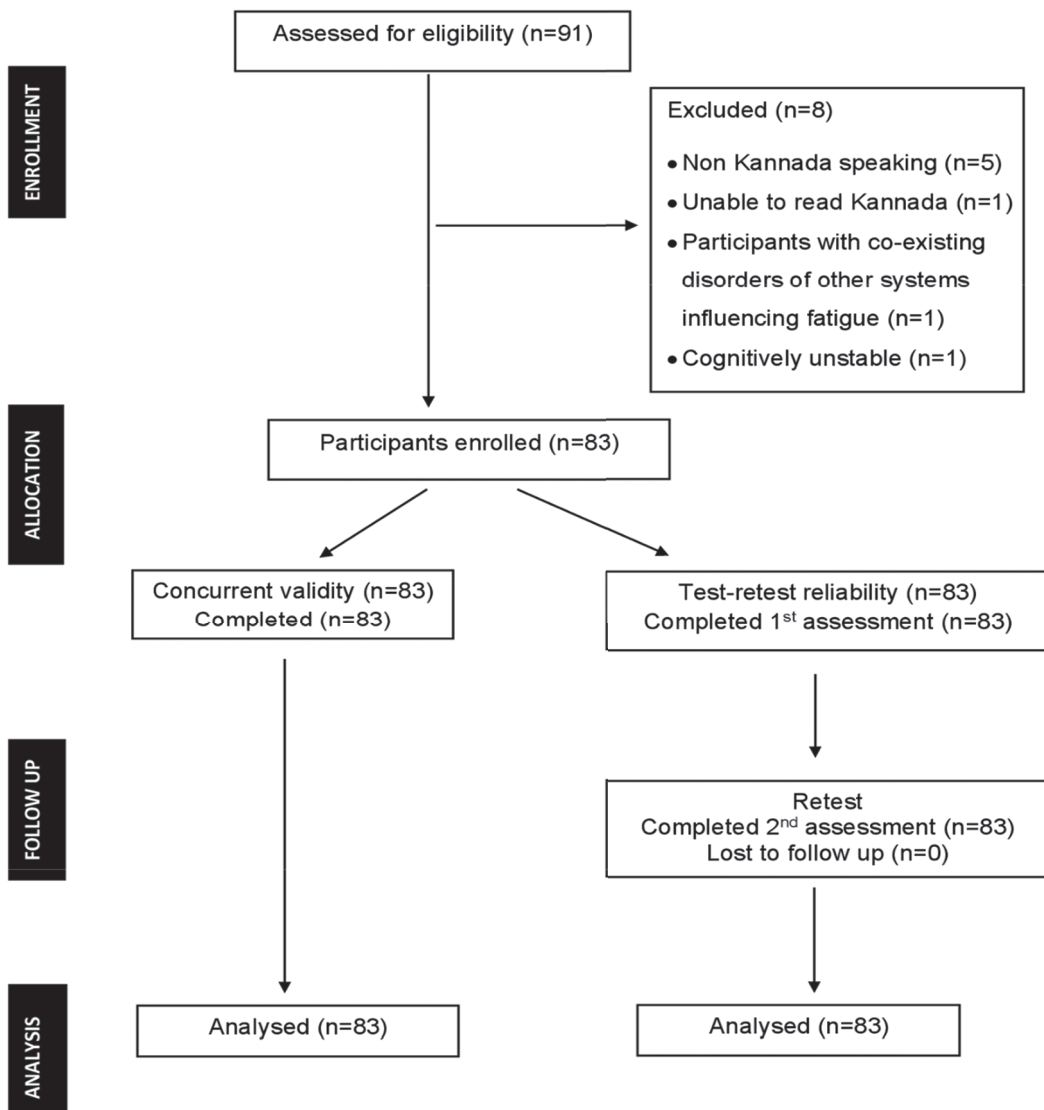 Assessed for eligibility (n=91)
ENROLLMENT
Excluded (n=8)
• Non Kannada speaking (n=5)
• Unable to read Kannada (n=1)
• Participants with co-existing
disorders of other systems
influencing fatigue (n=1)
• Cognitively unstable (n=1)
ALLOCATION
Participants enrolled (n=83)
Concurrent validity (n=83)
Completed (n=83)
Test-retest reliability (n=83)
Completed 1st assessment (n=83)
FOLLOW UP
Retest
Completed 2nd assessment (n=83)
Lost to follow up (n=0)
ANALYSIS
Analysed (n=83)
Analysed (n=83)